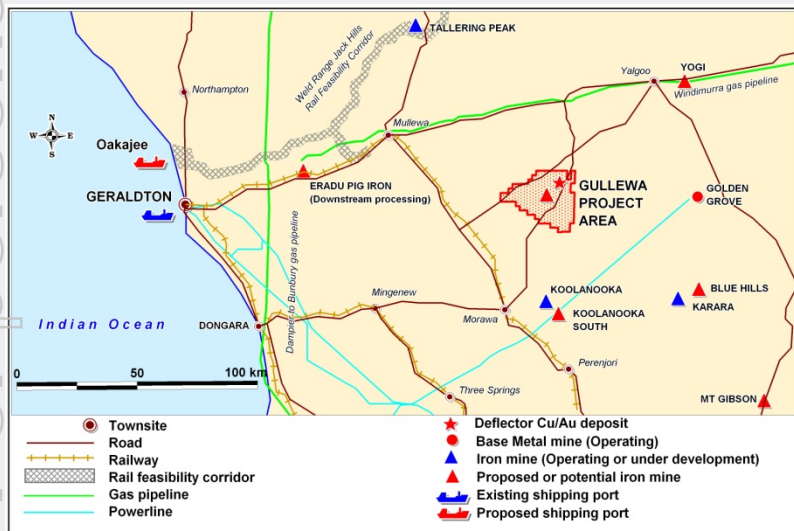 TALLERING PEAK
Weld Range Jack Hills
Rail Feasibility Corridor
Yalgoo
YOGI
Windimurra gas pipeline
Northampton
Mullewa
N
W E
S
Oakajee
ERADU PIG IRON
(Downstream processing)
GULLEWA
PROJECT
AREA
GOLDEN
GROVE
GERALDTON
Dampier to Bunbury gas pipeline
Mingenew
KOOLANOOKA
BLUE HILLS
KARARA
Morawa
KOOLANOOKA
SOUTH
Indian Ocean
DONGARA
Perenjori
0 50 100 km
Three Springs
MT GIBSON
Townsite
Road
Railway
Rail feasibility corridor
Gas pipeline
Powerline
Deflector Cu/Au deposit
Base Metal mine (Operating)
Iron mine (Operating or under development)
Proposed or potential iron mine
Existing shipping port
Proposed shipping port